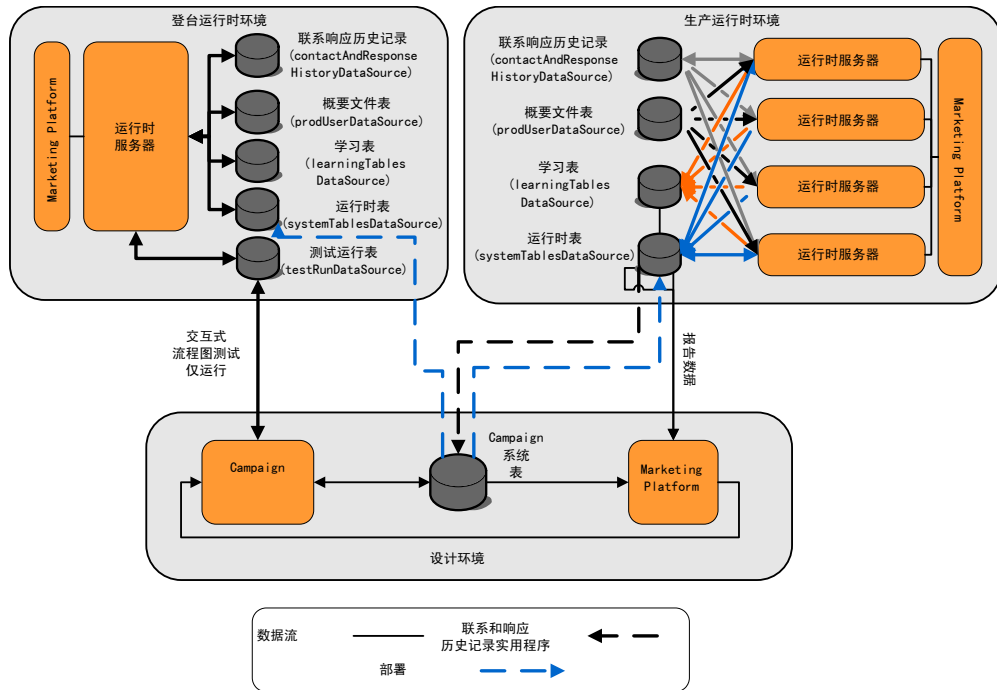 登台运行时环境
Marketing Platform
运行时
服务器
联系响应历史记录
(contactAndResponse
HistoryDataSource)
概要文件表
(prodUserDataSource)
学习表
(learningTables
DataSource)
运行时表
(systemTablesDataSource)
测试运行表
(testRunDataSource)
生产运行时环境
联系响应历史记录
(contactAndResponse
HistoryDataSource)
概要文件表
(prodUserDataSource)
学习表
(learningTables
DataSource)
运行时表
(systemTablesDataSource)
运行时服务器
运行时服务器
运行时服务器
运行时服务器
Marketing Platform
交互式
流程图测试
仅运行
报告数据
Campaign
Campaign
系统
表
Marketing
Platform
设计环境
数据流
联系和响应
历史记录实用程序
部署